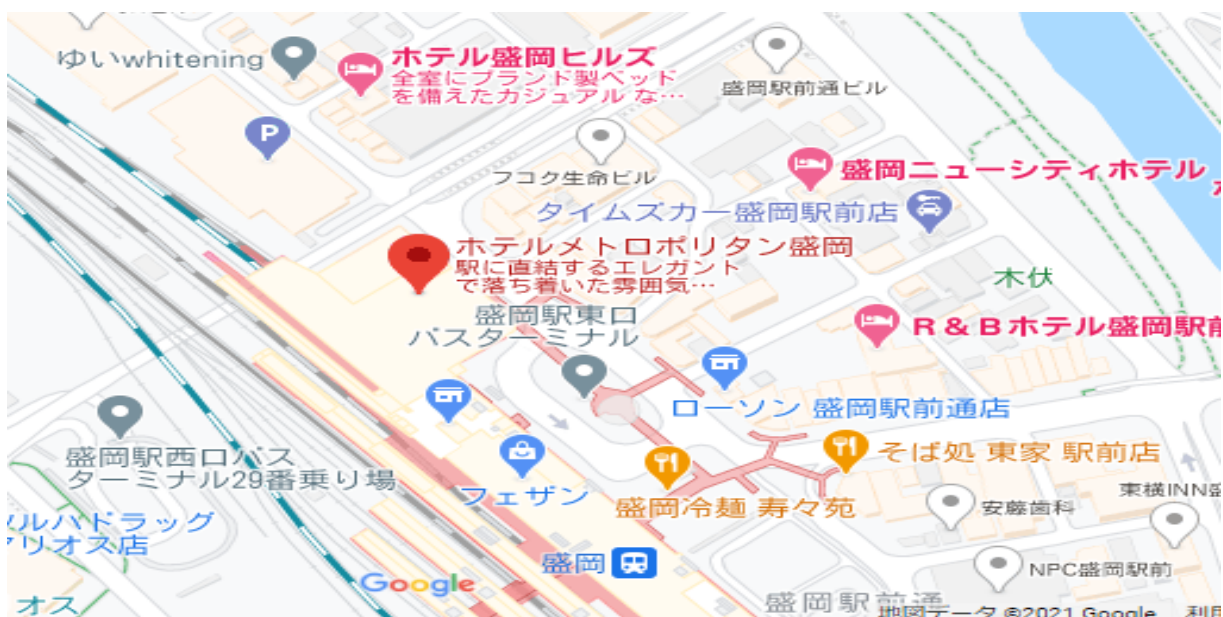 ゆいwhitening
ホテル盛岡ヒルズ
全室にブランド製ベッド
を備えたカジュアル な…
盛岡駅前通ビル
P
フコク生命ビル
盛岡ニューシティホテル
タイムズカー盛岡駅前店
ホテルメトロポリタン盛岡
駅に直結するエレガント
で落ち着いた雰囲気…
木伏
盛岡駅東口
バスターミナル
R & Bホテル盛岡駅前
ローソン 盛岡駅前通店
盛岡駅西口バス
ターミナル29番乗り場
そば処 東家 駅前店
フェザン
盛岡冷麺 寿々苑
安藤歯科
東横INN盛
ツルハドラッグ
アリオス店
盛岡
NPC盛岡駅前
Google
オス
盛岡駅前通
地図データ ©2021 Google
利用